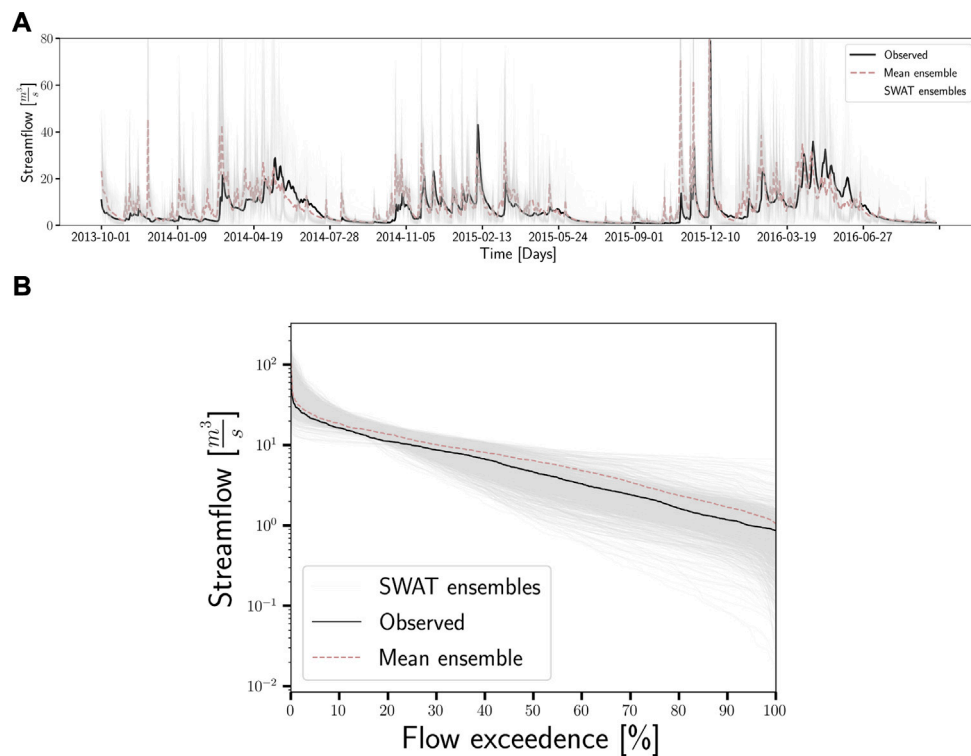 A
80
60
40
20
0
Streamflow [m³/s]
Observed
Mean ensemble
SWAT ensembles
2013-10-01 2014-01-09 2014-04-19 2014-07-28 2014-11-05 2015-02-13 2015-05-24 2015-09-01 2015-12-10 2016-03-19 2016-06-27
Time [Days]
B
10²
10¹
10⁰
10⁻¹
10⁻²
Streamflow [m³/s]
SWAT ensembles
Observed
Mean ensemble
0 10 20 30 40 50 60 70 80 90 100
Flow exceedence [%]